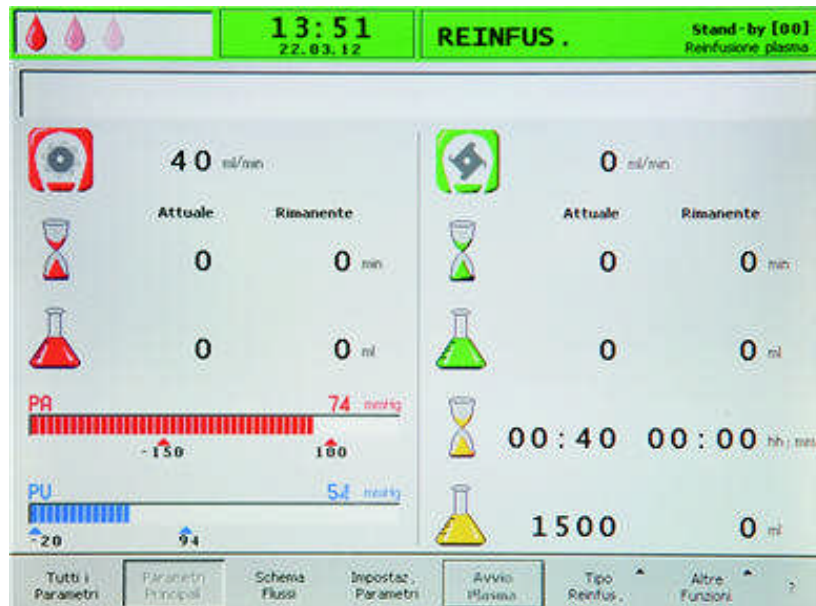 13:51
22.03.12
REINFUS.
Stand-by [00]
Reinfusione plasma
40 ml/min
0 ml/min
Attuale Rimanente
Attuale Rimanente
0 0 min
0 0 min
0 0 ml
0 0 ml
PA 74 mmHg
-150 100
00:40 00:00 hh:mm
PU mmHg
-20 94
1500 0 ml
Tutti i Parametri
Parametri Principali
Schema Flussi
Impostaz. Parametri
Avvio Plasma
Tipo Reinfus.
Altre Funzioni
?